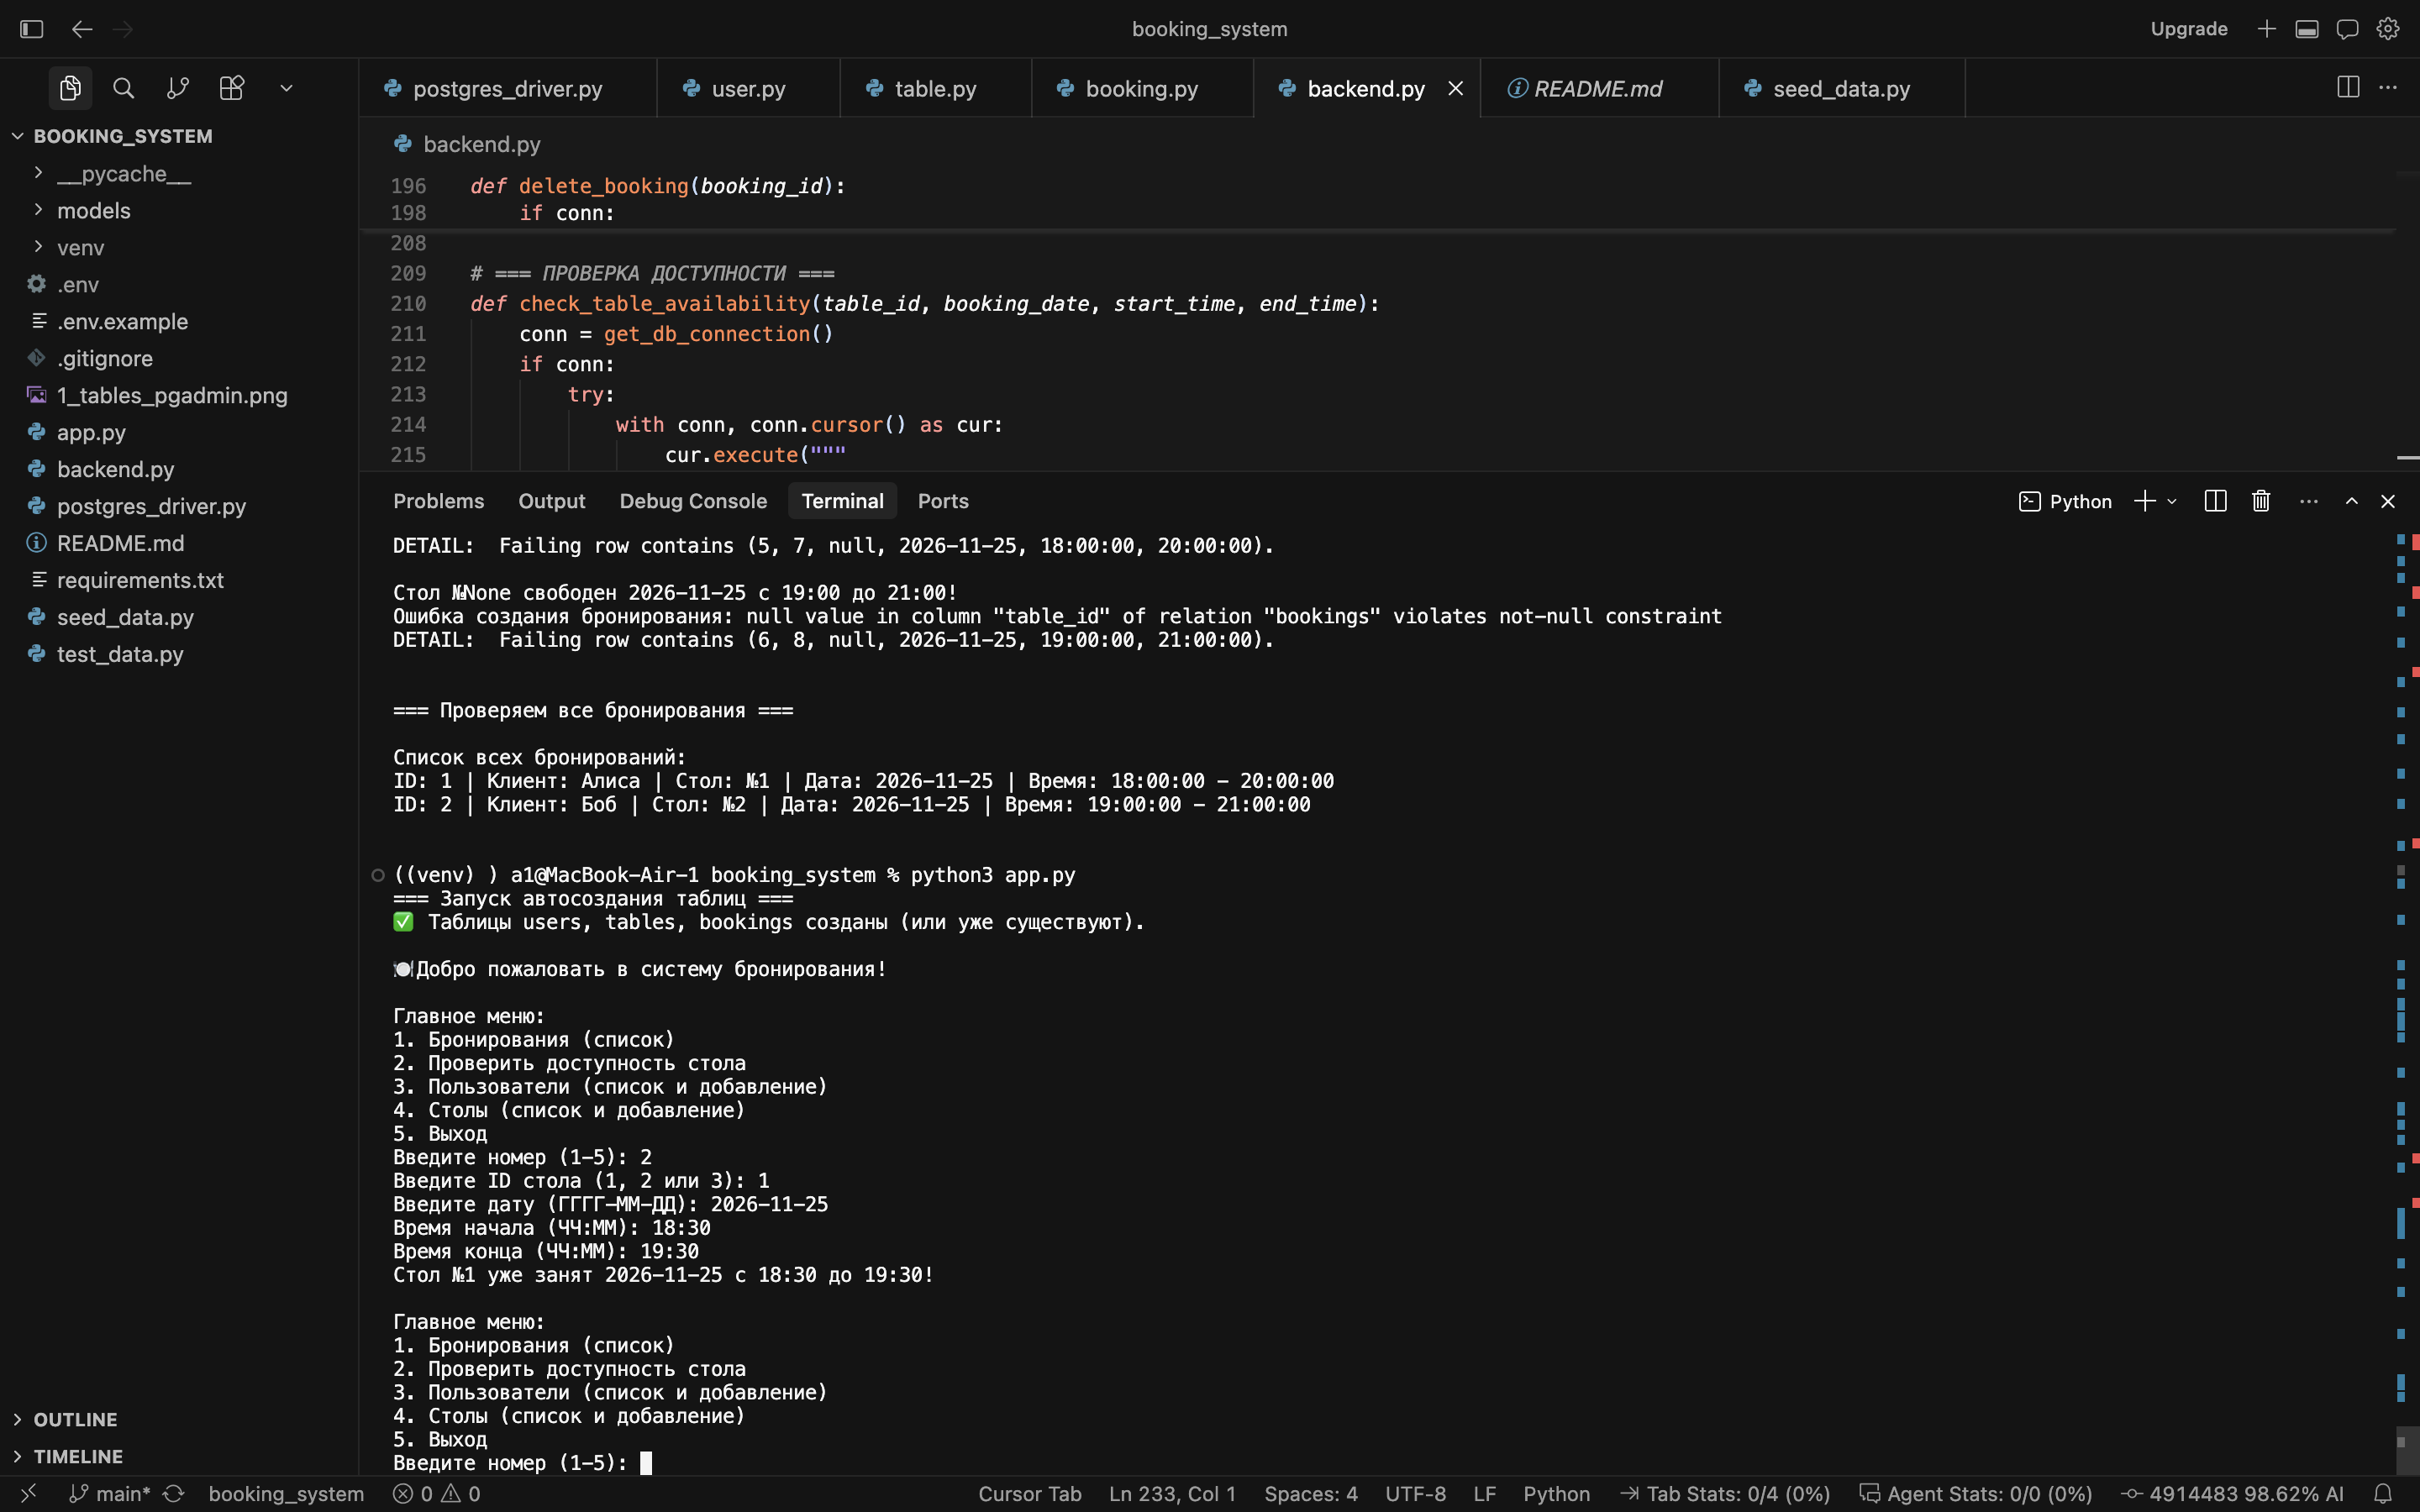 booking_system
Upgrade
postgres_driver.py
user.py
table.py
booking.py
backend.py
README.md
seed_data.py
BOOKING_SYSTEM
__pycache__
models
venv
.env
.env.example
.gitignore
1_tables_pgadmin.png
app.py
backend.py
postgres_driver.py
README.md
requirements.txt
seed_data.py
test_data.py
OUTLINE
TIMELINE
backend.py
196 def delete_booking(booking_id):
198 if conn:
208
209 # === ПРОВЕРКА ДОСТУПНОСТИ ===
210 def check_table_availability(table_id, booking_date, start_time, end_time):
211 conn = get_db_connection()
212 if conn:
213 try:
214 with conn, conn.cursor() as cur:
215 cur.execute("""
Problems Output Debug Console Terminal Ports
Python
DETAIL:  Failing row contains (5, 7, null, 2026-11-25, 18:00:00, 20:00:00).
Стол №None свободен 2026-11-25 с 19:00 до 21:00!
Ошибка создания бронирования: null value in column "table_id" of relation "bookings" violates not-null constraint
DETAIL:  Failing row contains (6, 8, null, 2026-11-25, 19:00:00, 21:00:00).
=== Проверяем все бронирования ===
Список всех бронирований:
ID: 1 | Клиент: Алиса | Стол: №1 | Дата: 2026-11-25 | Время: 18:00:00 - 20:00:00
ID: 2 | Клиент: Боб | Стол: №2 | Дата: 2026-11-25 | Время: 19:00:00 - 21:00:00
((venv) ) a1@MacBook-Air-1 booking_system % python3 app.py
=== Запуск автосоздания таблиц ===
✅ Таблицы users, tables, bookings созданы (или уже существуют).
🍽Добро пожаловать в систему бронирования!
Главное меню:
1. Бронирования (список)
2. Проверить доступность стола
3. Пользователи (список и добавление)
4. Столы (список и добавление)
5. Выход
Введите номер (1-5): 2
Введите ID стола (1, 2 или 3): 1
Введите дату (ГГГГ-ММ-ДД): 2026-11-25
Время начала (ЧЧ:ММ): 18:30
Время конца (ЧЧ:ММ): 19:30
Стол №1 уже занят 2026-11-25 с 18:30 до 19:30!
Главное меню:
1. Бронирования (список)
2. Проверить доступность стола
3. Пользователи (список и добавление)
4. Столы (список и добавление)
5. Выход
Введите номер (1-5):
main* booking_system 0 0 Cursor Tab Ln 233, Col 1 Spaces: 4 UTF-8 LF Python Tab Stats: 0/4 (0%) Agent Stats: 0/0 (0%) 4914483 98.62% AI